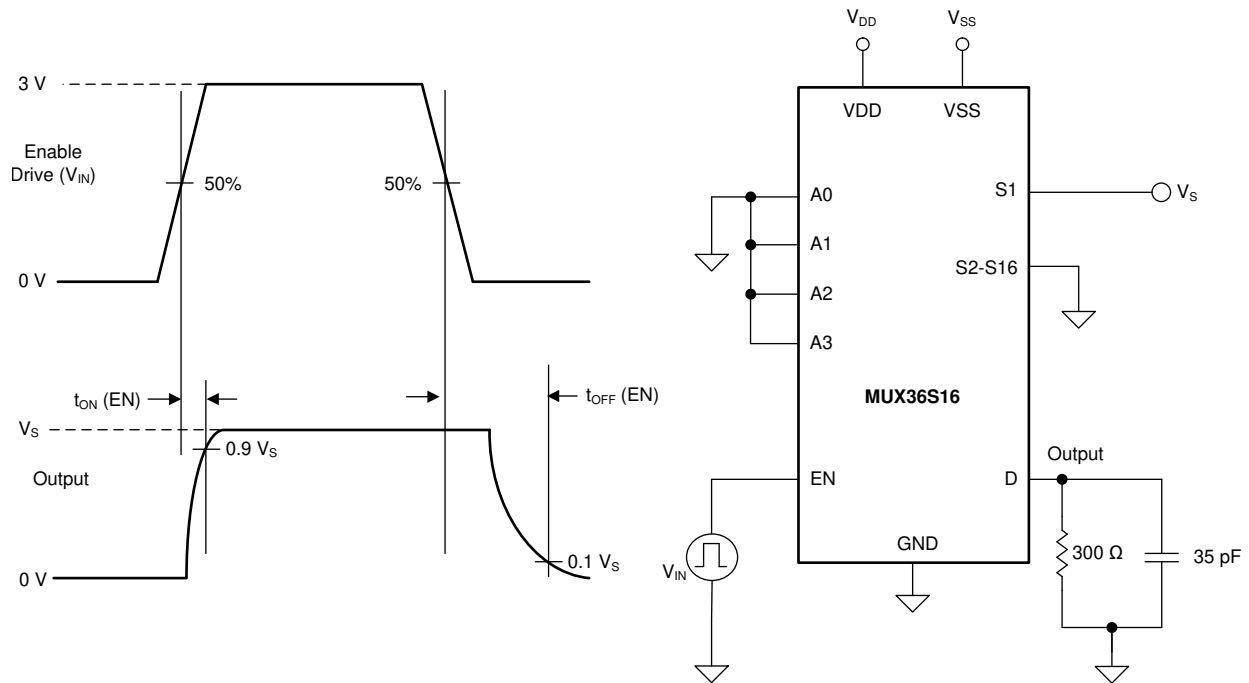 3 V
Enable
Drive (VIN)
50%
50%
0 V
tON (EN)
tOFF (EN)
VS
0.9 VS
Output
0.1 VS
0 V
VDD
VSS
VDD
VSS
A0
A1
A2
A3
S1
VS
S2-S16
MUX36S16
Output
EN
D
GND
VIN
300 Ω
35 pF